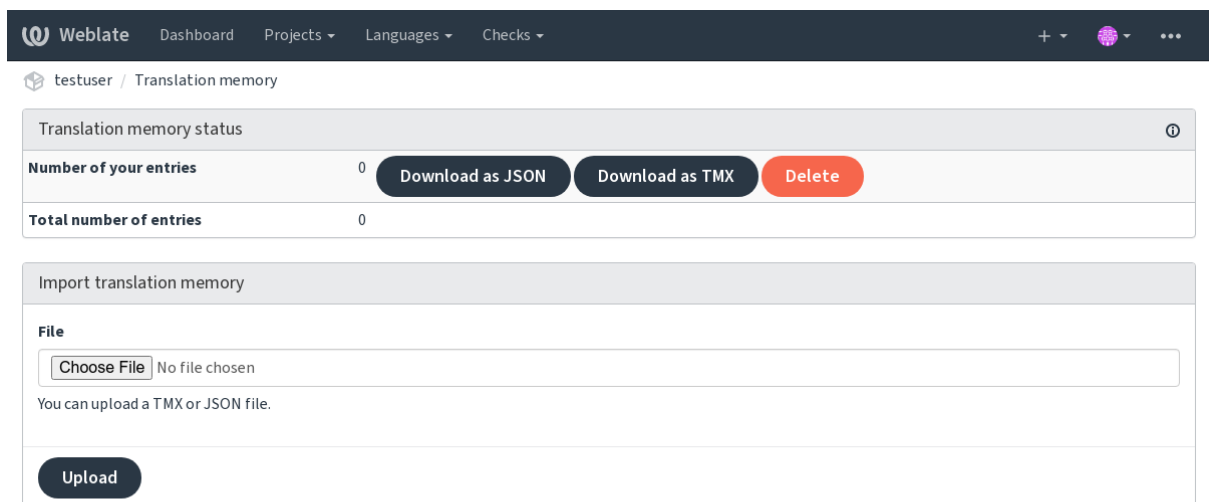 Weblate Dashboard Projects Languages Checks +
testuser / Translation memory
Translation memory status
Number of your entries 0 Download as JSON Download as TMX Delete
Total number of entries 0
Import translation memory
File
Choose File No file chosen
You can upload a TMX or JSON file.
Upload